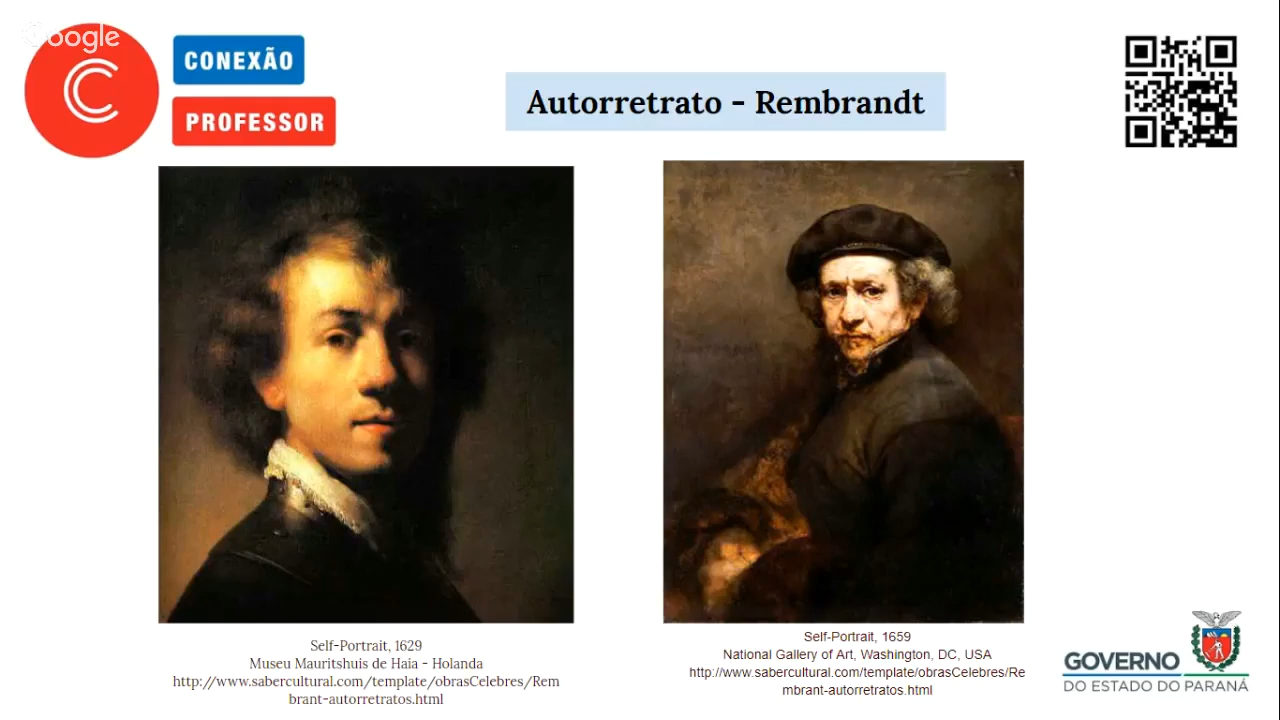 Google
CONEXÃO
PROFESSOR
Autorretrato - Rembrandt
Self-Portrait, 1629
Museu Mauritshuis de Haia - Holanda
http://www.sabercultural.com/template/obrasCelebres/Rem
brant-autorretratos.html
Self-Portrait, 1659
National Gallery of Art, Washington, DC, USA
http://www.sabercultural.com/template/obrasCelebres/Re
mbrant-autorretratos.html
GOVERNO
DO ESTADO DO PARANÁ